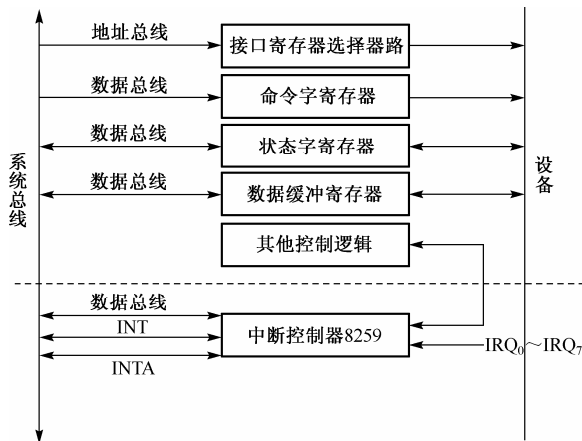 地址总线
接口寄存器选择器路
数据总线
命令字寄存器
数据总线
状态字寄存器
数据总线
数据缓冲寄存器
其他控制逻辑
系统总线
设备
数据总线
INT
INTA
中断控制器8259
IRQ₀～IRQ₇